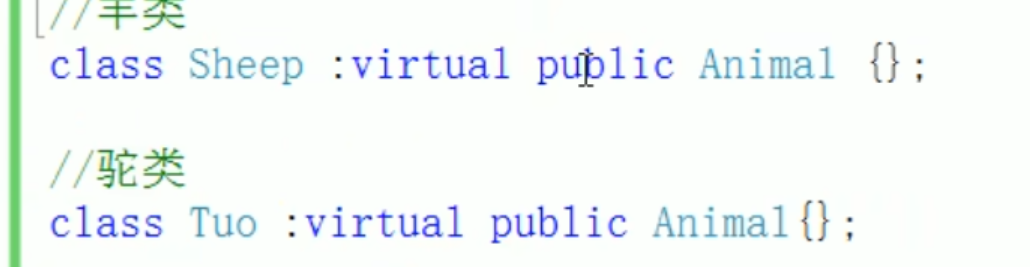 //羊类
class Sheep :virtual public Animal {};
//驼类
class Tuo :virtual public Animal{};